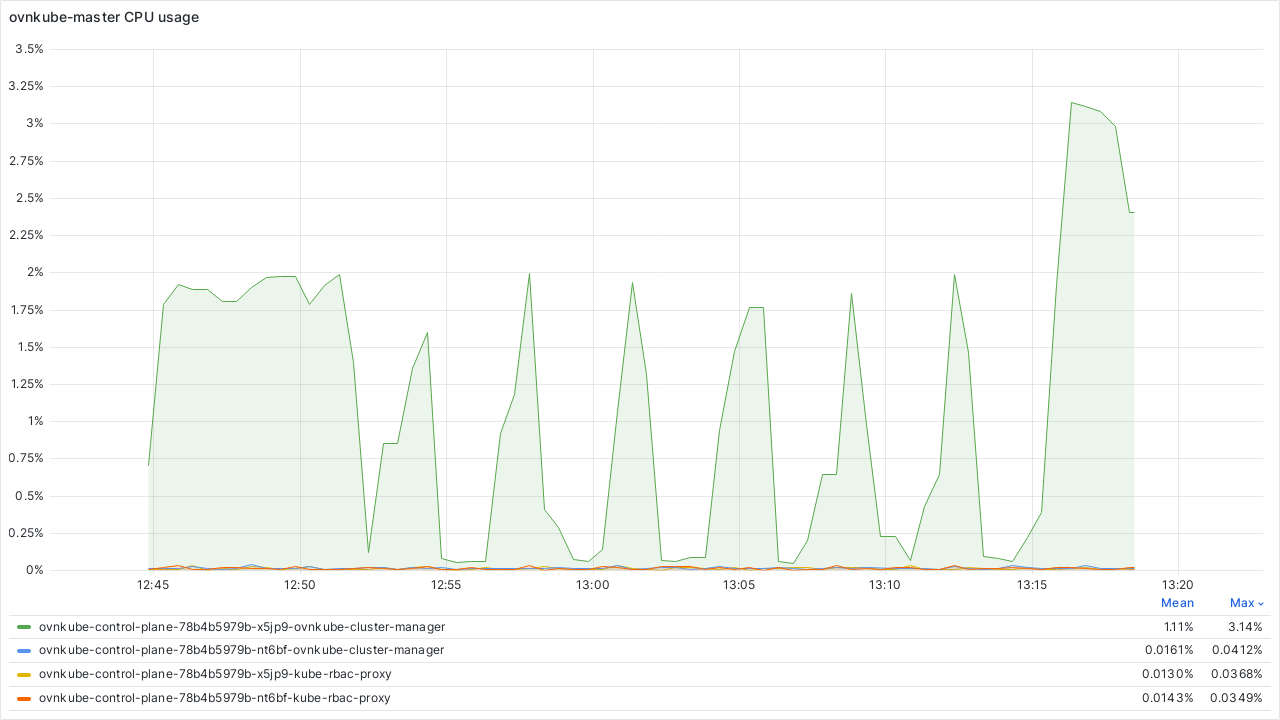 ovnkube-master CPU usage
3.5%
3.25%
3%
2.75%
2.5%
2.25%
2%
1.75%
1.5%
1.25%
1%
0.75%
0.5%
0.25%
0%
12:45 12:50 12:55 13:00 13:05 13:10 13:15 13:20
Mean Max
ovnkube-control-plane-78b4b5979b-x5jp9-ovnkube-cluster-manager 1.11% 3.14%
ovnkube-control-plane-78b4b5979b-nt6bf-ovnkube-cluster-manager 0.0161% 0.0412%
ovnkube-control-plane-78b4b5979b-x5jp9-kube-rbac-proxy 0.0130% 0.0368%
ovnkube-control-plane-78b4b5979b-nt6bf-kube-rbac-proxy 0.0143% 0.0349%